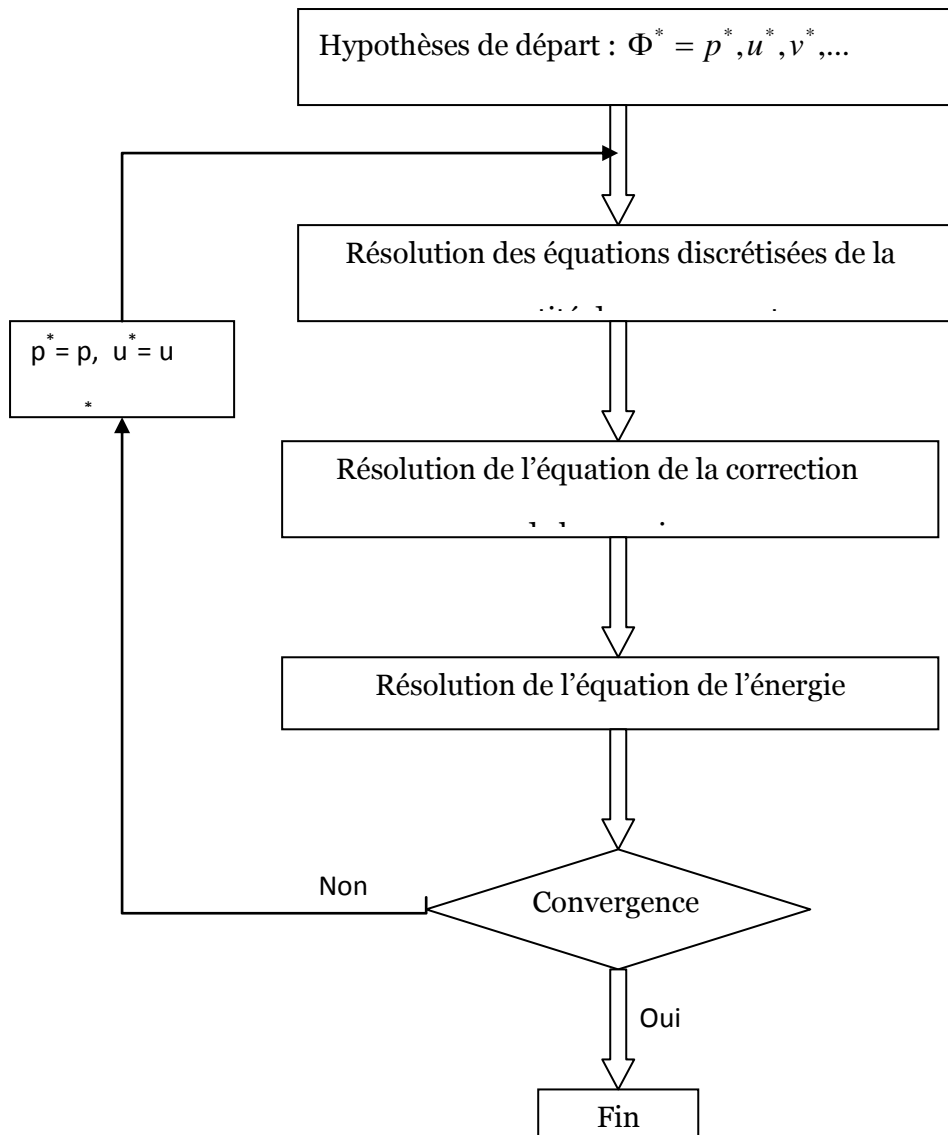 Hypothèses de départ : Φ* = p*,u*,v*,...
Résolution des équations discrétisées de la
p*= p, u*= u
*
Résolution de l’équation de la correction
Résolution de l’équation de l’énergie
Non
Convergence
Oui
Fin